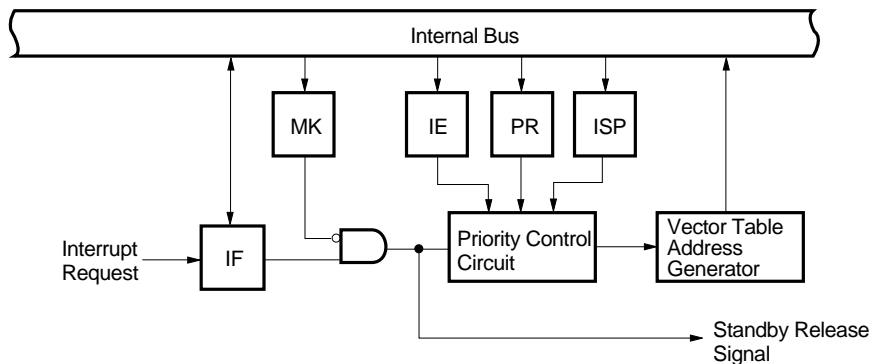 Internal Bus
MK
IE
PR
ISP
Interrupt
Request
IF
Priority Control
Circuit
Vector Table
Address
Generator
Standby Release
Signal